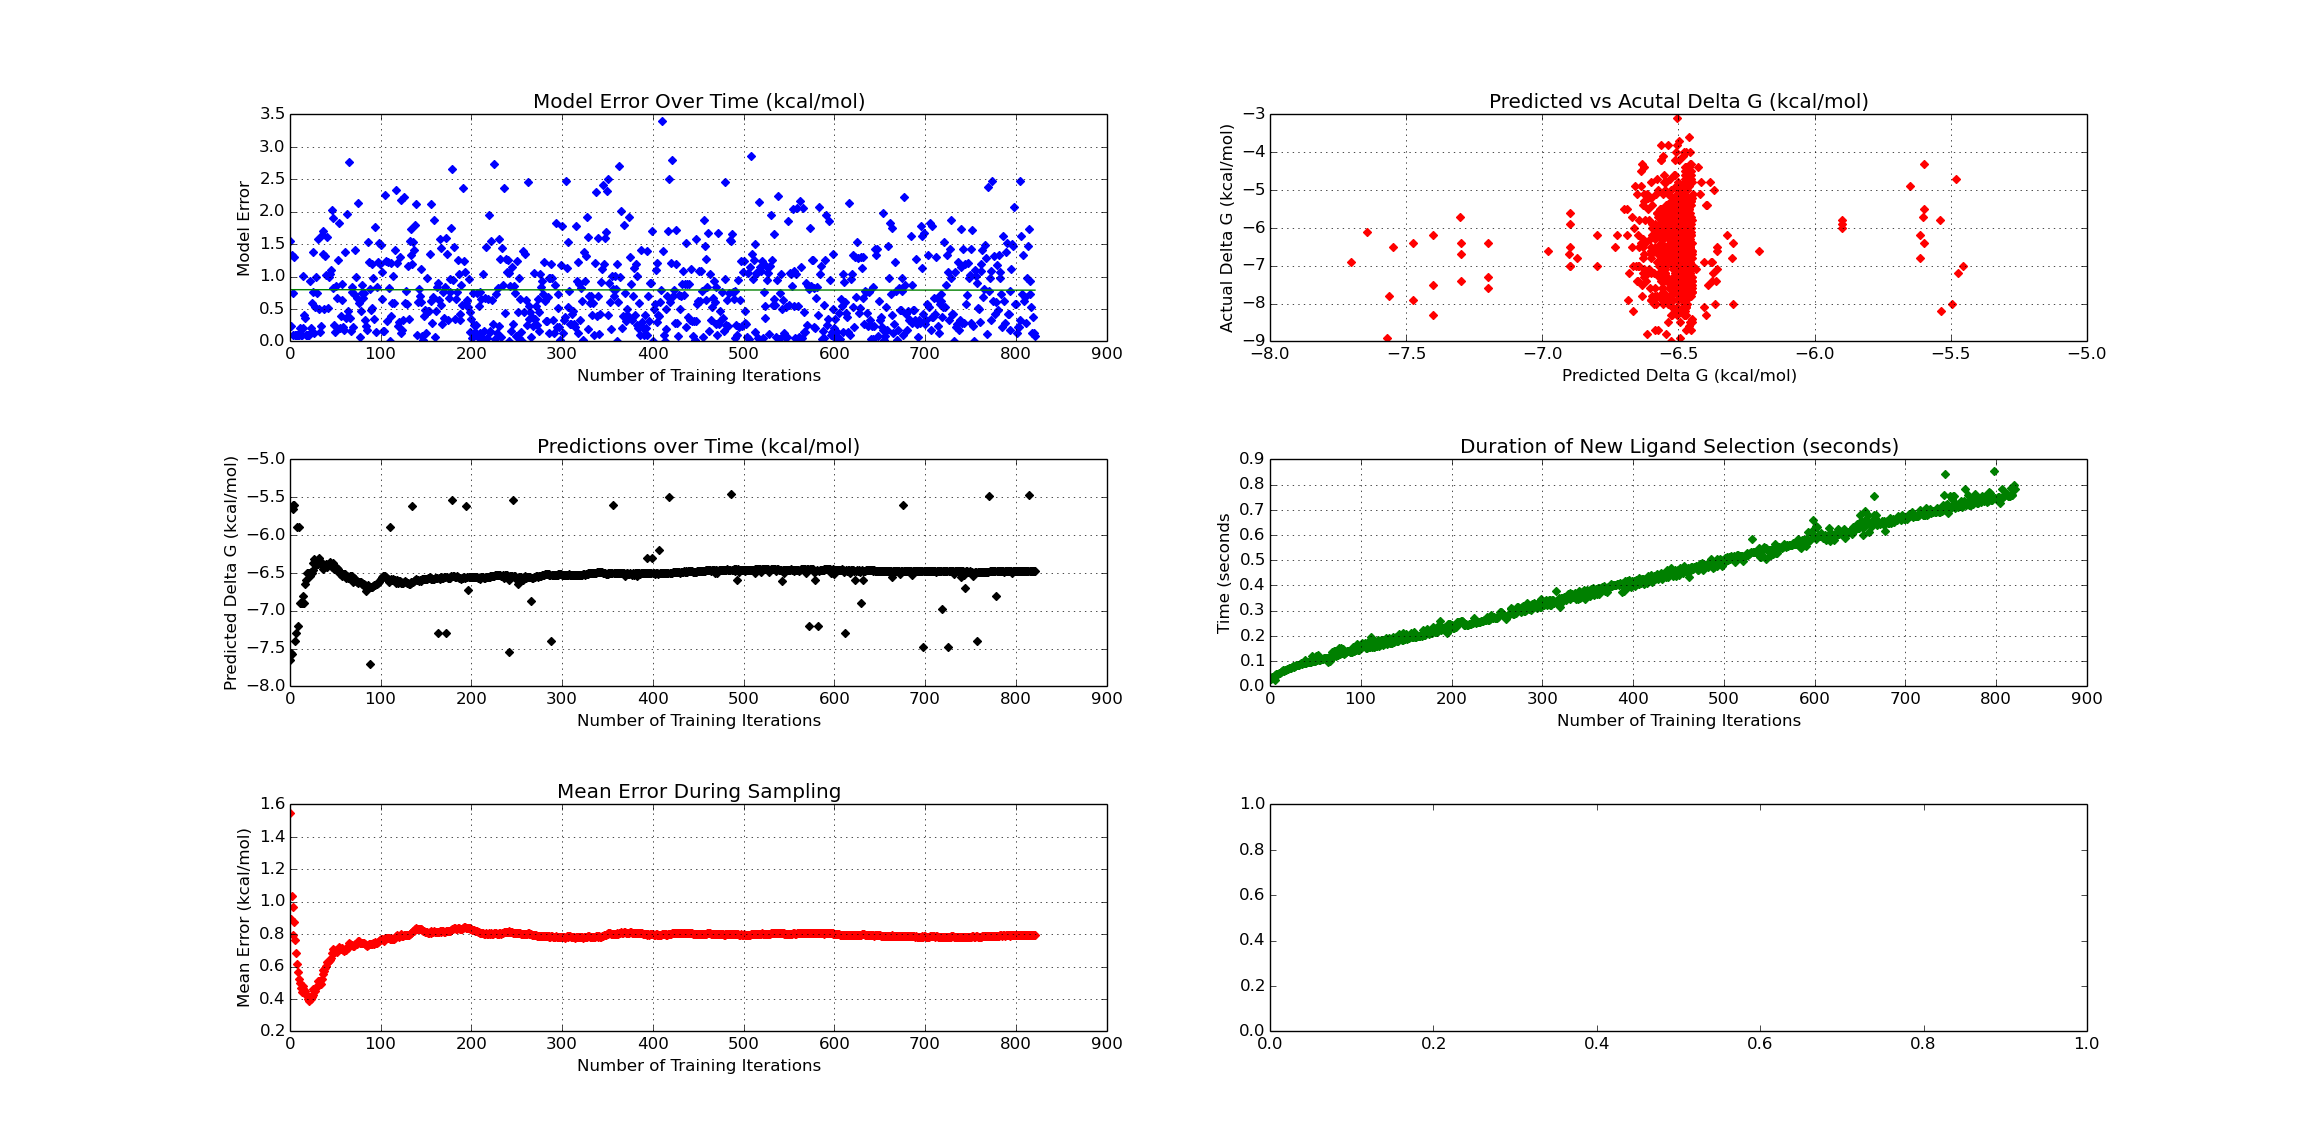 Model Error Over Time (kcal/mol)
Model Error
3.5
3.0
2.5
2.0
1.5
1.0
0.5
0.0
0 100 200 300 400 500 600 700 800 900
Number of Training Iterations
Predicted vs Acutal Delta G (kcal/mol)
Actual Delta G (kcal/mol)
−3
−4
−5
−6
−7
−8
−9
−8.0 −7.5 −7.0 −6.5 −6.0 −5.5 −5.0
Predicted Delta G (kcal/mol)
Predictions over Time (kcal/mol)
Predicted Delta G (kcal/mol)
−5.0
−5.5
−6.0
−6.5
−7.0
−7.5
−8.0
0 100 200 300 400 500 600 700 800 900
Number of Training Iterations
Duration of New Ligand Selection (seconds)
Time (seconds
0.9
0.8
0.7
0.6
0.5
0.4
0.3
0.2
0.1
0.0
0 100 200 300 400 500 600 700 800 900
Number of Training Iterations
Mean Error During Sampling
Mean Error (kcal/mol)
1.6
1.4
1.2
1.0
0.8
0.6
0.4
0.2
0 100 200 300 400 500 600 700 800 900
Number of Training Iterations
1.0
0.8
0.6
0.4
0.2
0.0
0.0 0.2 0.4 0.6 0.8 1.0